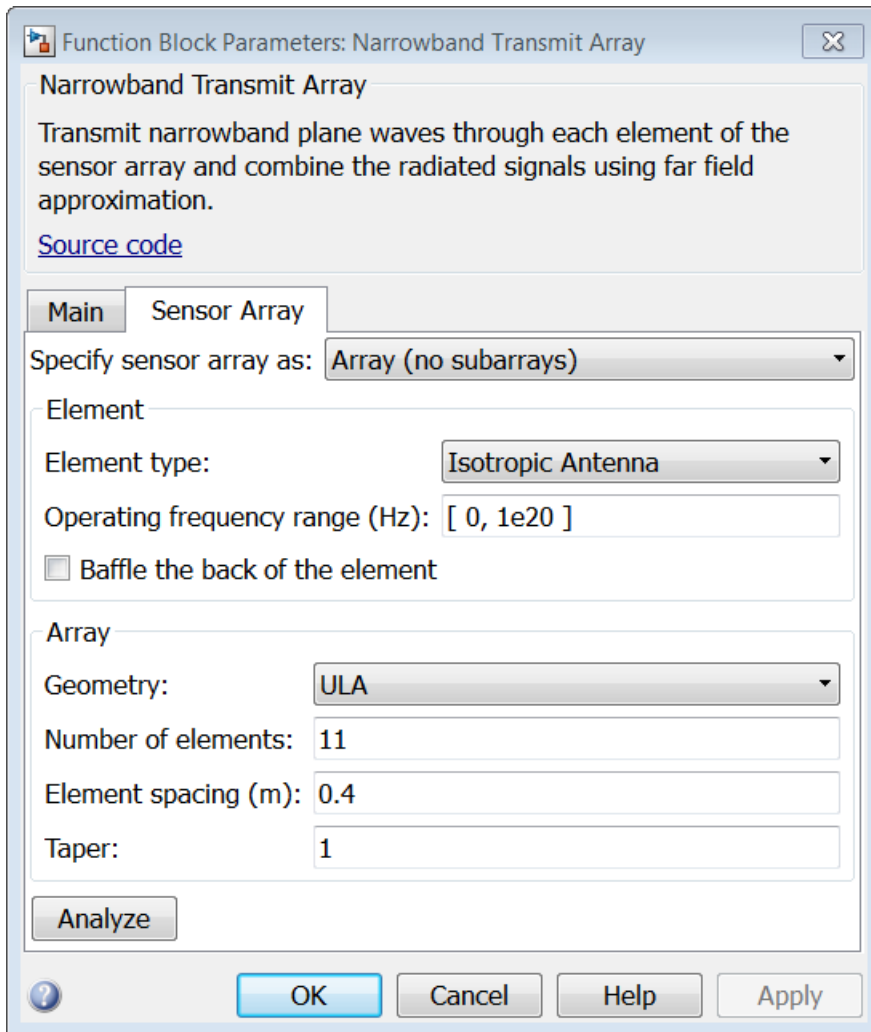 Function Block Parameters: Narrowband Transmit Array
Narrowband Transmit Array
Transmit narrowband plane waves through each element of the
sensor array and combine the radiated signals using far field
approximation.
Source code
Main Sensor Array
Specify sensor array as: Array (no subarrays)
Element
Element type: Isotropic Antenna
Operating frequency range (Hz): [ 0, 1e20 ]
Baffle the back of the element
Array
Geometry: ULA
Number of elements: 11
Element spacing (m): 0.4
Taper: 1
Analyze
? OK Cancel Help Apply